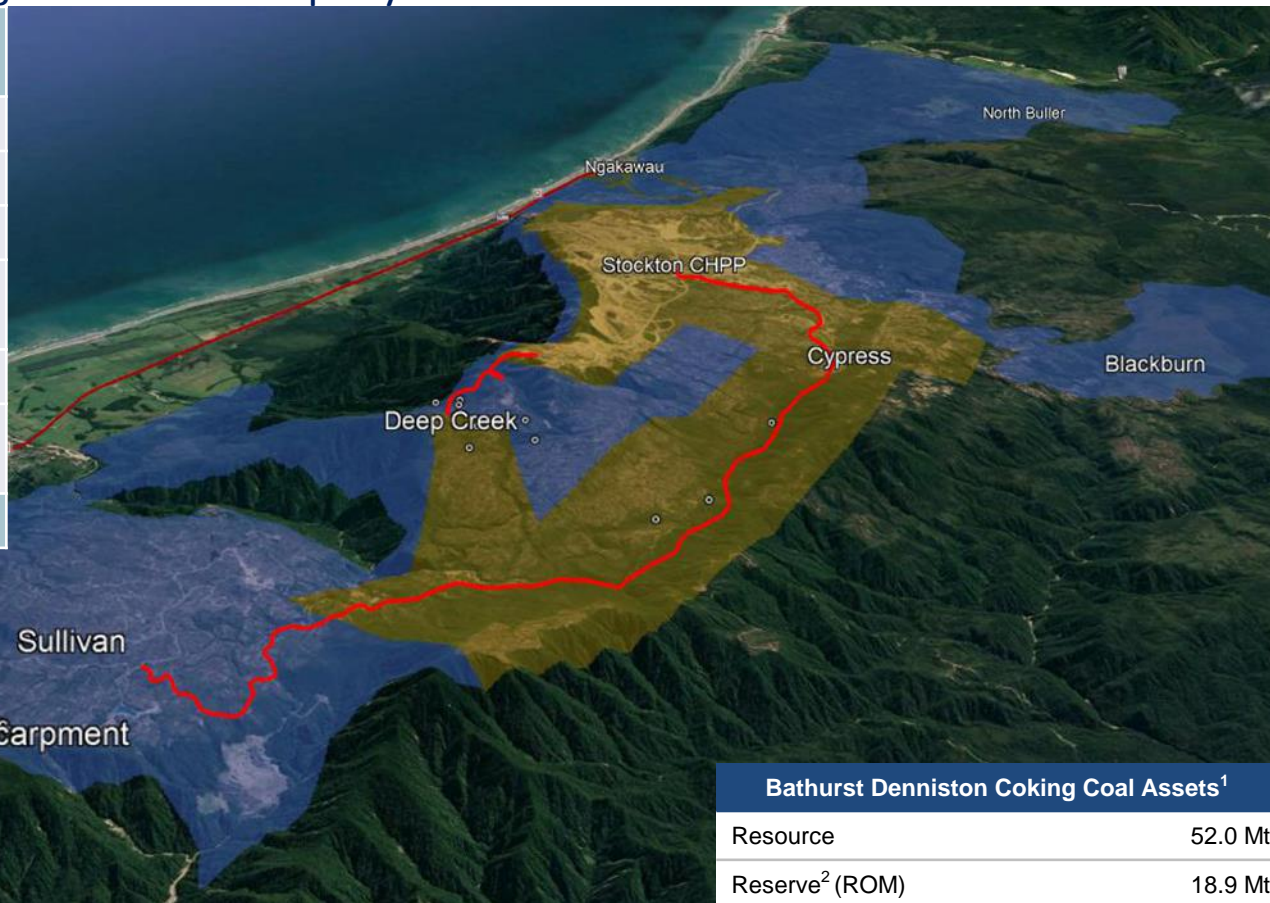 North Buller
Ngakawau
Stockton CHPP
Cypress
Blackburn
Deep Creek
Sullivan
carpment
Bathurst Denniston Coking Coal Assets¹
Resource 52.0 Mt
Reserve² (ROM) 18.9 Mt